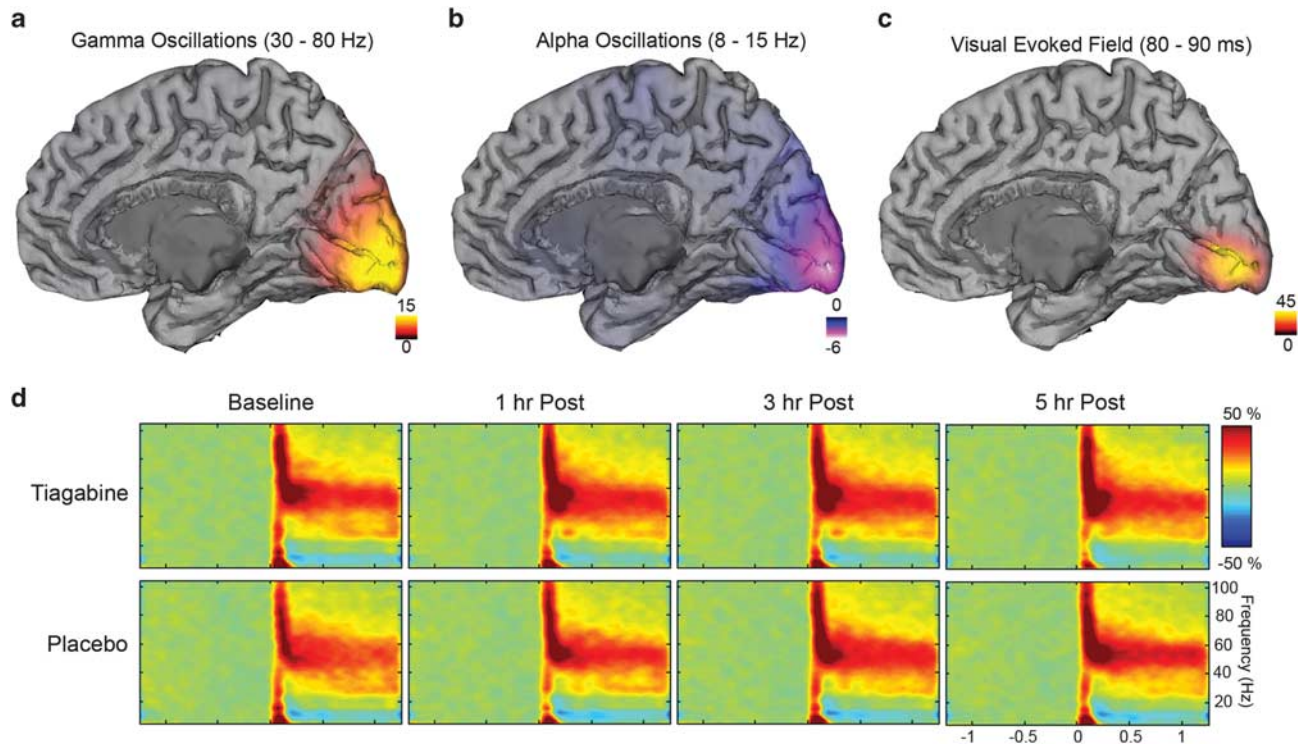 a
Gamma Oscillations (30 - 80 Hz)
15
0
b
Alpha Oscillations (8 - 15 Hz)
0
-6
c
Visual Evoked Field (80 - 90 ms)
45
0
d
Baseline
1 hr Post
3 hr Post
5 hr Post
50 %
-50 %
Tiagabine
Placebo
100
80
60
40
20
Frequency (Hz)
-1
-0.5
0
0.5
1